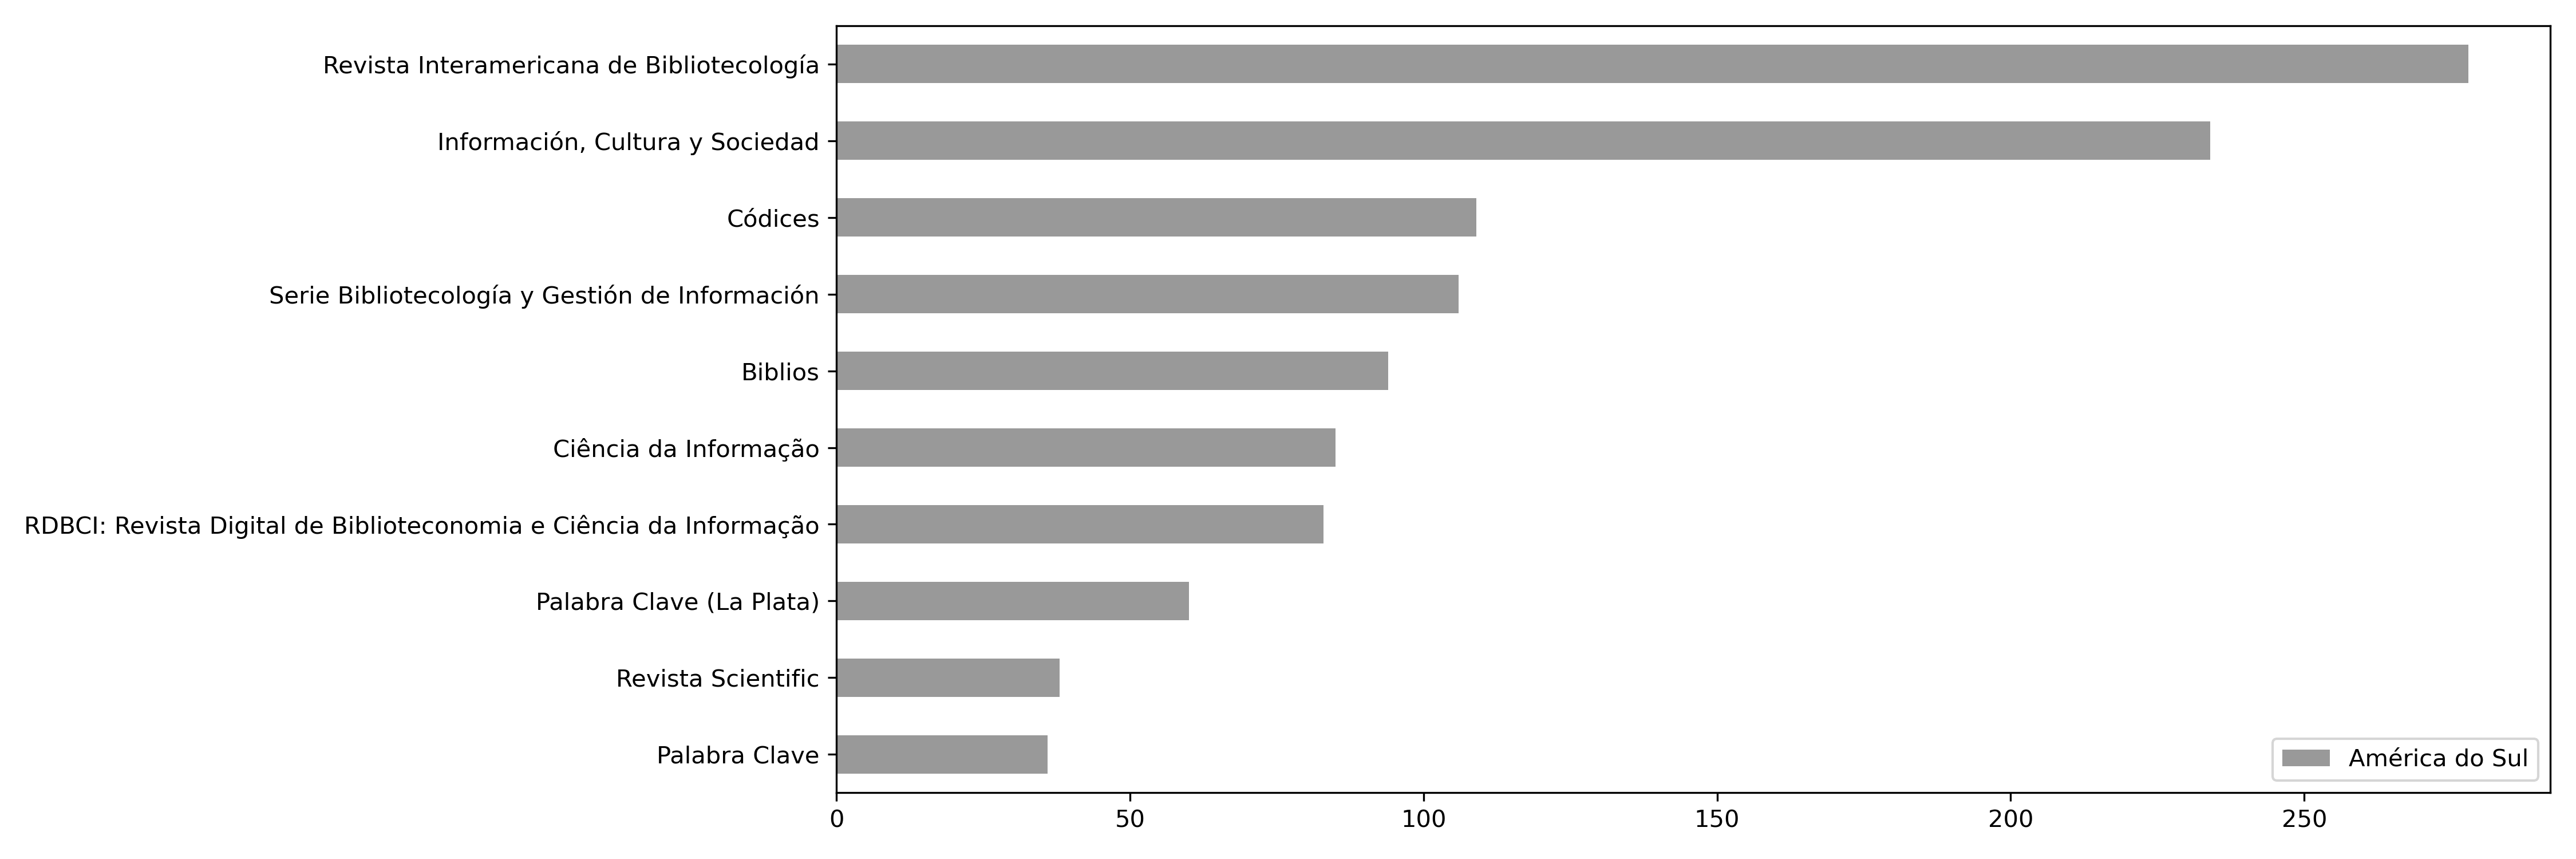 Revista Interamericana de Bibliotecología
Información, Cultura y Sociedad
Códices
Serie Bibliotecología y Gestión de Información
Biblios
Ciência da Informação
RDBCI: Revista Digital de Biblioteconomia e Ciência da Informação
Palabra Clave (La Plata)
Revista Scientific
Palabra Clave
América do Sul
0 50 100 150 200 250